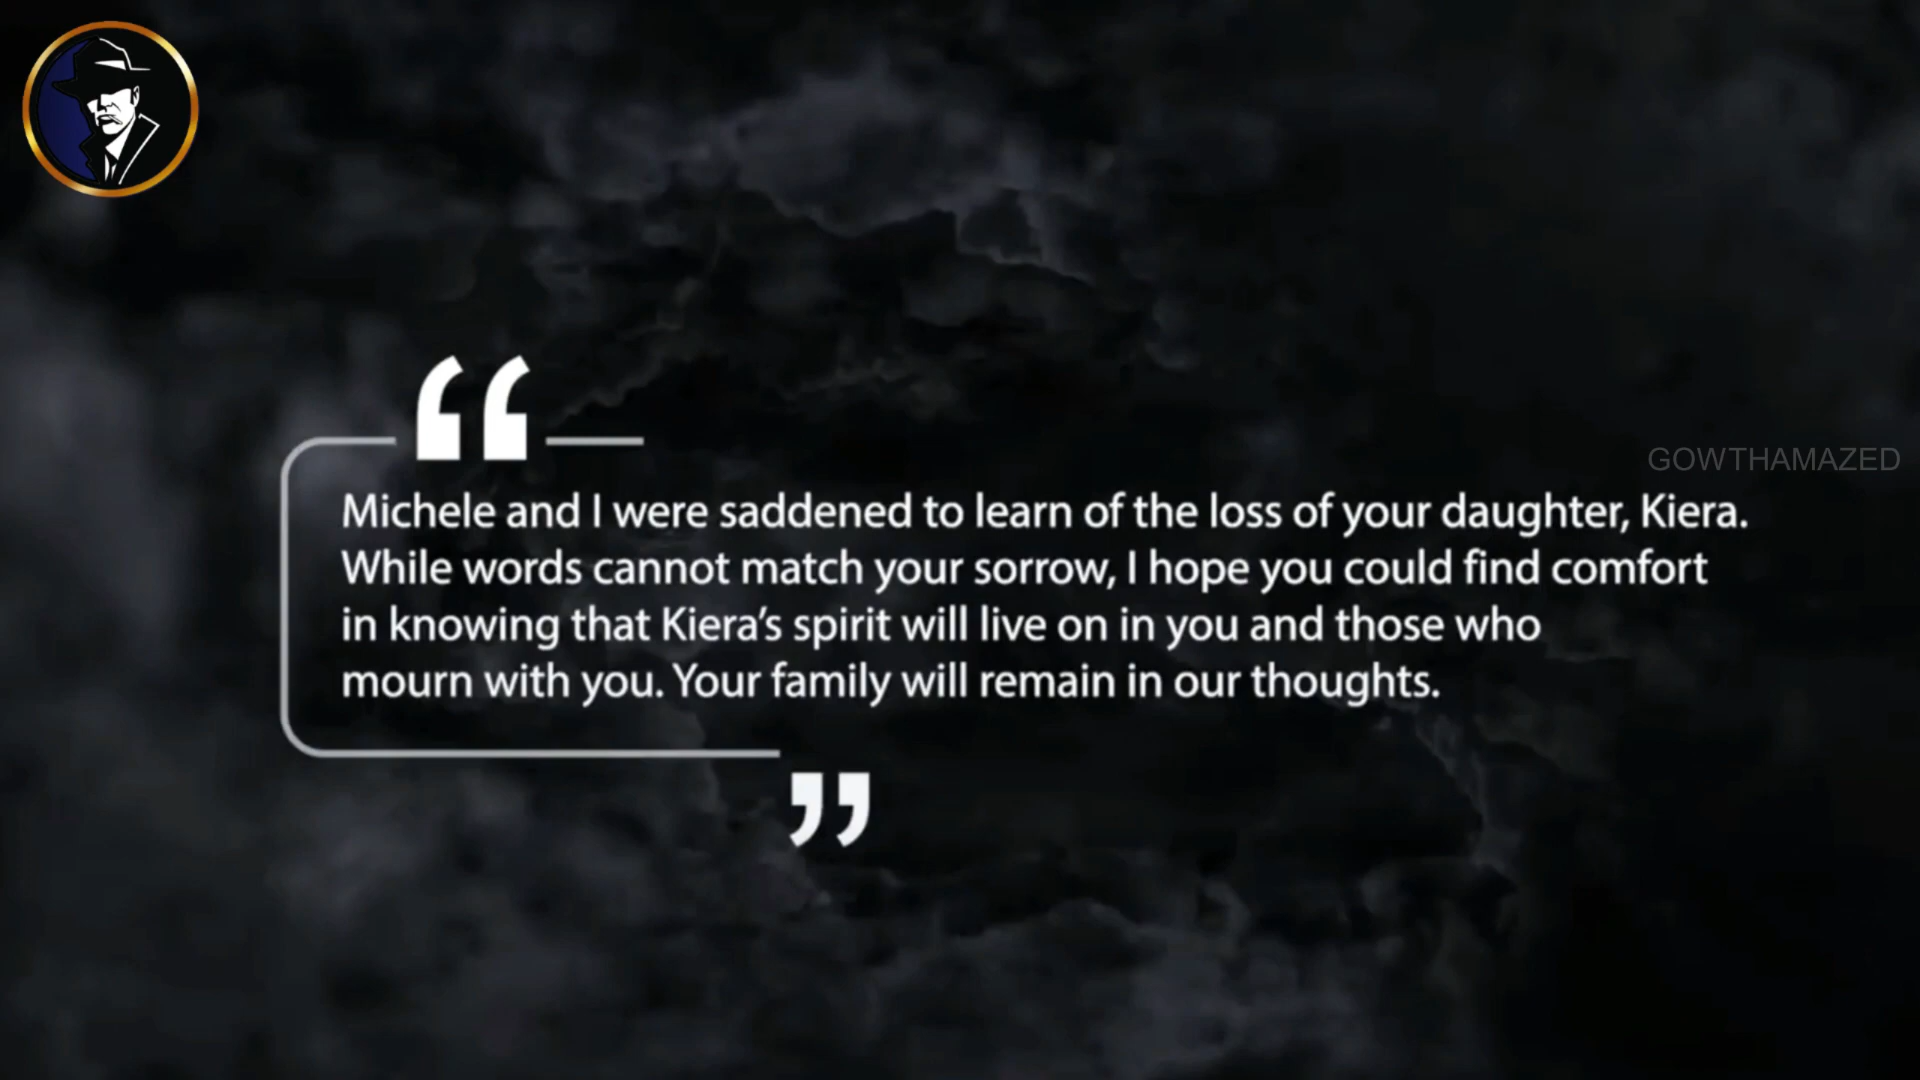 GOWTHAMAZED
Michele and I were saddened to learn of the loss of your daughter, Kiera.
While words cannot match your sorrow, I hope you could find comfort
in knowing that Kiera’s spirit will live on in you and those who
mourn with you. Your family will remain in our thoughts.